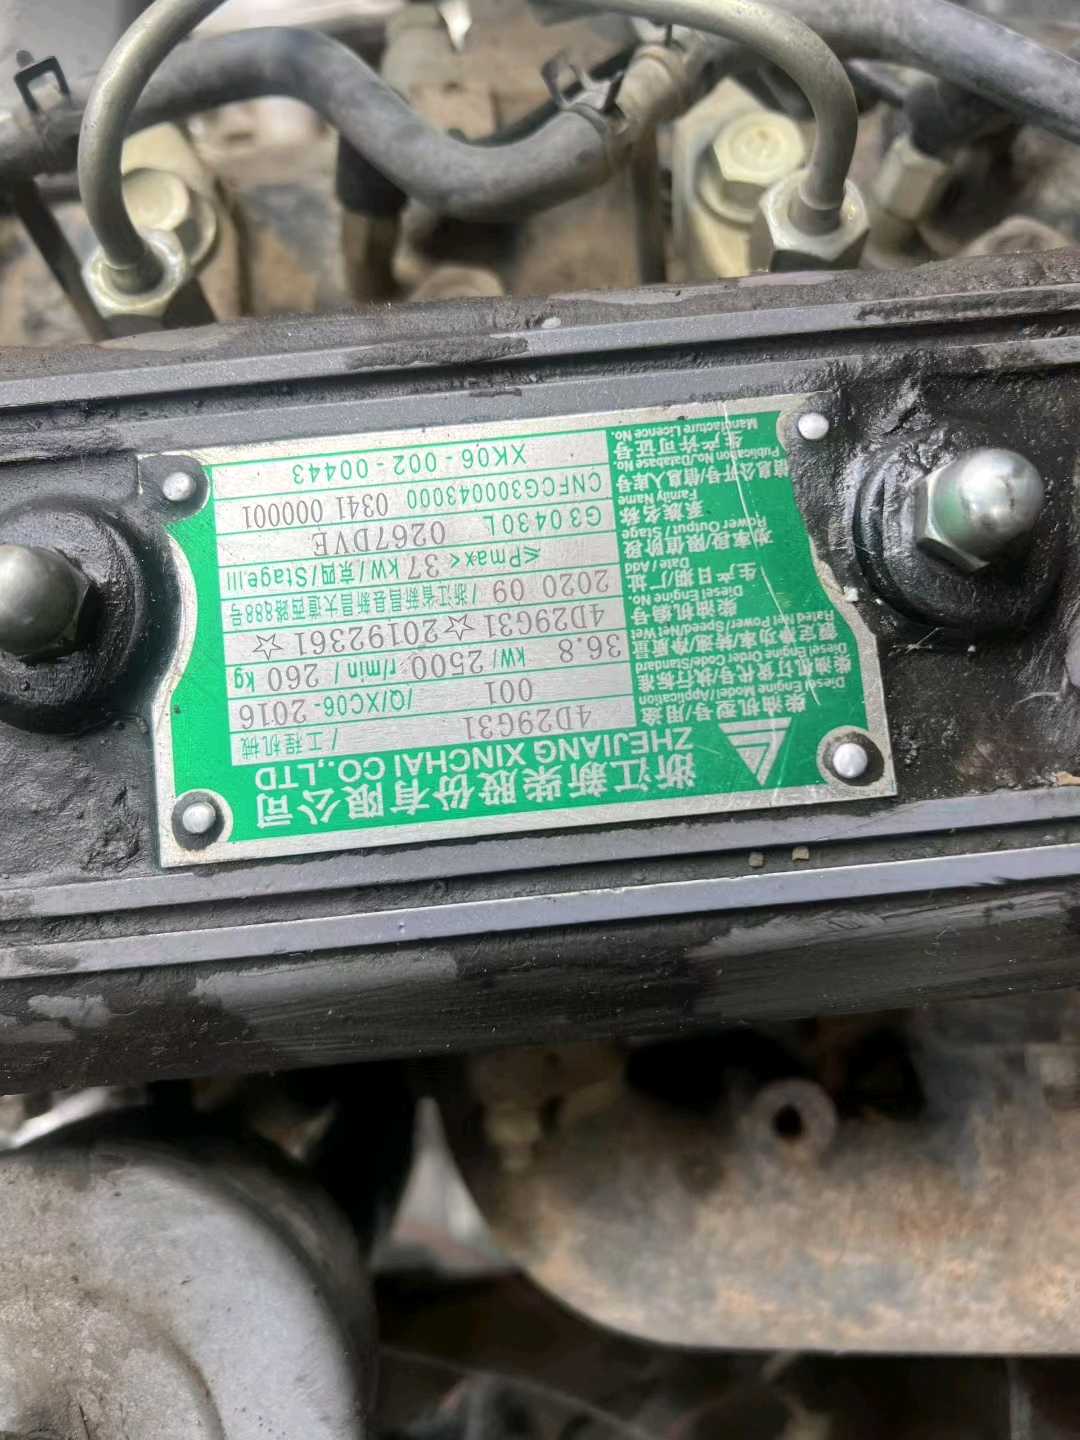 浙江新柴股份有限公司
ZHEJIANG XINCHAI CO.,LTD
柴油机型号/用途 4D29G31 /工程机械
Diesel Engine Model/Application
柴油机订货代号/执行标准 001 /Q/XC06-2016
Diesel Engine Order Code/Standard
额定净功率/转速/净质量 36.8 kW/ 2500 r/min / 260 kg
Rated Net Power/Speed/Net Wet
柴油机编号 4D29G31☆20192361☆
Diesel Engine No.
生产日期/厂址 2020 09 /浙江省新昌县新昌大道西路888号
Date / Add
功率段/限值阶段 ≤Pmax< 37 kW/京四/Stage III
Power Output / Stage
系族名称 G3 0430 L 0267DVE
Family Name
信息公开号/信息入库号 CNFCG300043000 0341 000001
Publication No./Database No.
生产许可证号 XK06-002-00443
Manufacture Licence No.